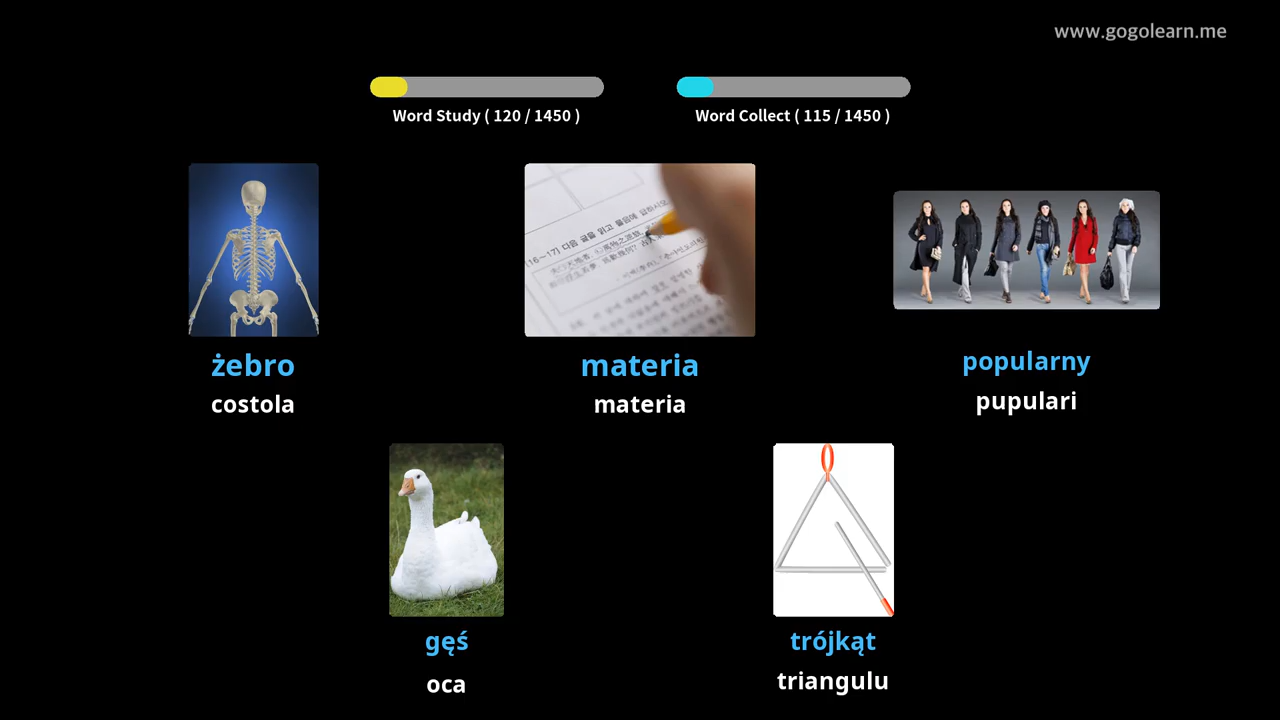 www.gogolearn.me
Word Study ( 120 / 1450 )
Word Collect ( 115 / 1450 )
żebro
costola
materia
materia
popularny
pupulari
gęś
oca
trójkąt
triangulu